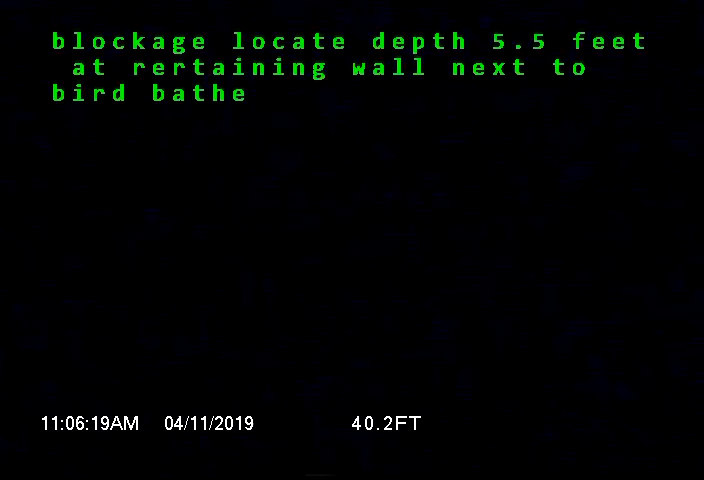 blockage locate depth 5.5 feet
at rertaining wall next to
bird bathe
11:06:19AM 04/11/2019 40.2FT